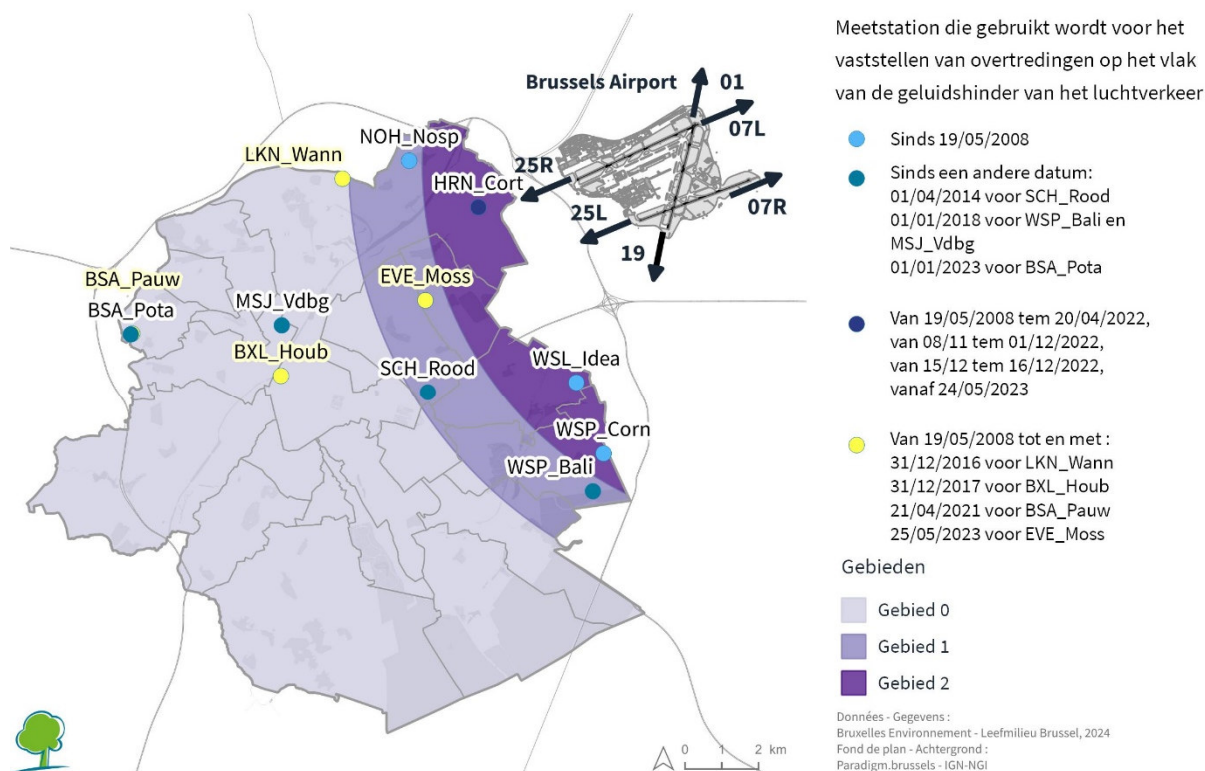 Meetstation die gebruikt wordt voor het
vaststellen van overtredingen op het vlak
van de geluidshinder van het luchtverkeer
Sinds 19/05/2008
Sinds een andere datum:
01/04/2014 voor SCH_Rood
01/01/2018 voor WSP_Bali en
MSJ_Vdbg
01/01/2023 voor BSA_Pota
Van 19/05/2008 tem 20/04/2022,
van 08/11 tem 01/12/2022,
van 15/12 tem 16/12/2022,
vanaf 24/05/2023
Van 19/05/2008 tot en met :
31/12/2016 voor LKN_Wann
31/12/2017 voor BXL_Houb
21/04/2021 voor BSA_Pauw
25/05/2023 voor EVE_Moss
Gebieden
Gebied 0
Gebied 1
Gebied 2
Données - Gegevens :
Bruxelles Environnement - Leefmilieu Brussel, 2024
Fond de plan - Achtergrond :
Paradigm.brussels - IGN-NGI
Brussels Airport
01
07L
25R
25L
07R
19
NOH_Nosp
LKN_Wann
HRN_Cort
EVE_Moss
BSA_Pauw
BSA_Pota
MSJ_Vdbg
BXL_Houb
SCH_Rood
WSL_Idea
WSP_Corn
WSP_Bali
0 1 2 km